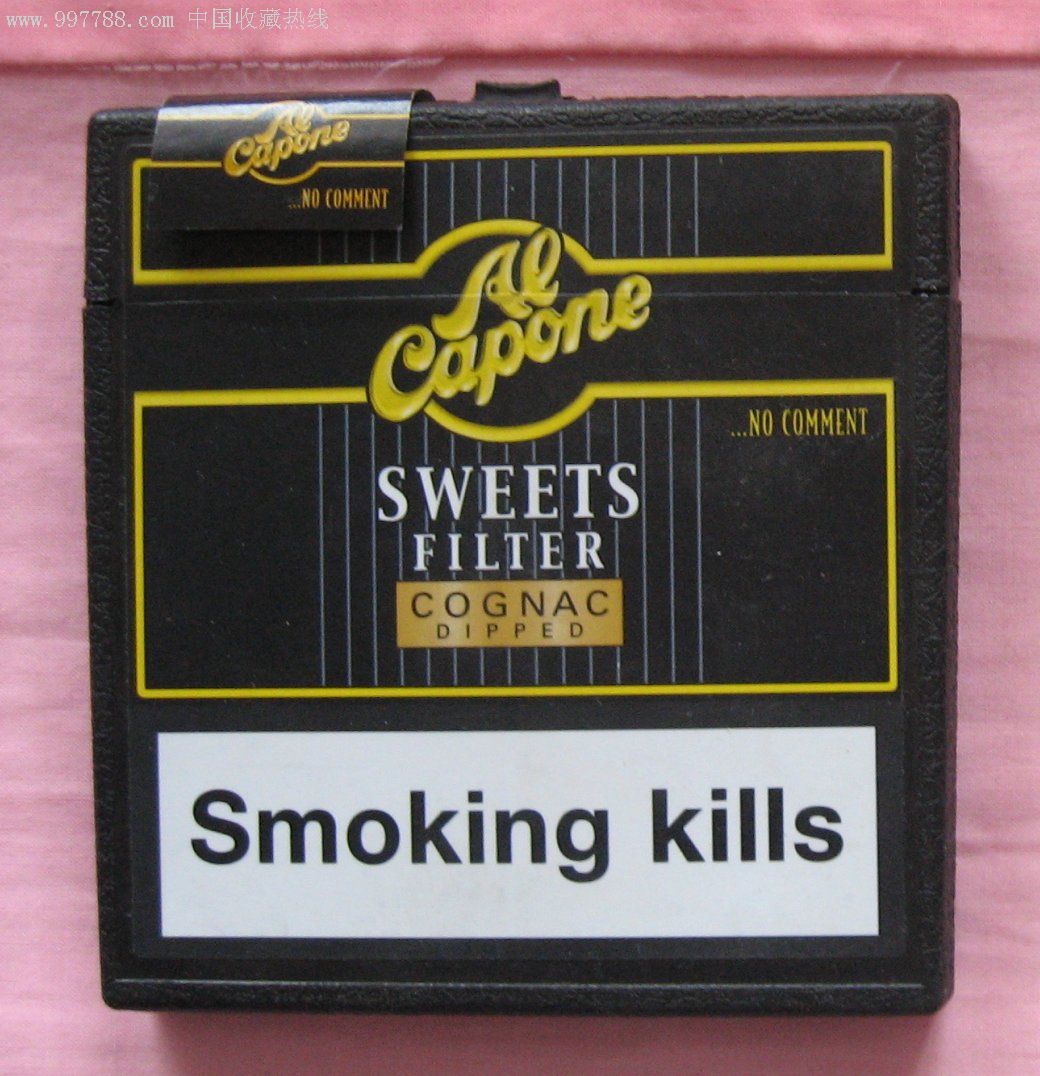 www.997788.com 中国收藏热线
Al
Capone
...NO COMMENT
Al
Capone
...NO COMMENT
SWEETS
FILTER
COGNAC
DIPPED
Smoking kills